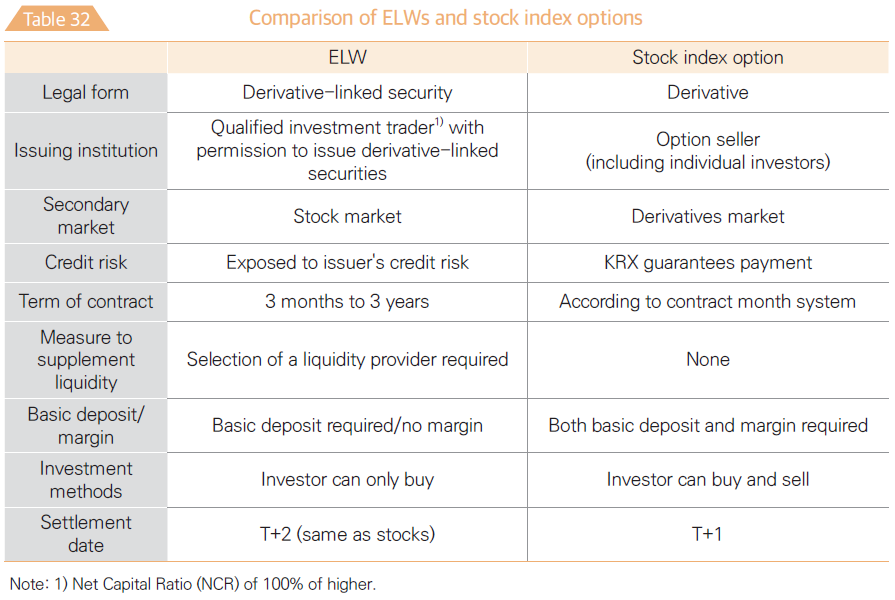 Table 32
Comparison of ELWs and stock index options
ELW
Stock index option
Legal form
Derivative-linked security
Derivative
Issuing institution
Qualified investment trader1) with
permission to issue derivative-linked
securities
Option seller
(including individual investors)
Secondary
market
Stock market
Derivatives market
Credit risk
Exposed to issuer's credit risk
KRX guarantees payment
Term of contract
3 months to 3 years
According to contract month system
Measure to
supplement
liquidity
Selection of a liquidity provider required
None
Basic deposit/
margin
Basic deposit required/no margin
Both basic deposit and margin required
Investment
methods
Investor can only buy
Investor can buy and sell
Settlement
date
T+2 (same as stocks)
T+1
Note: 1) Net Capital Ratio (NCR) of 100% of higher.